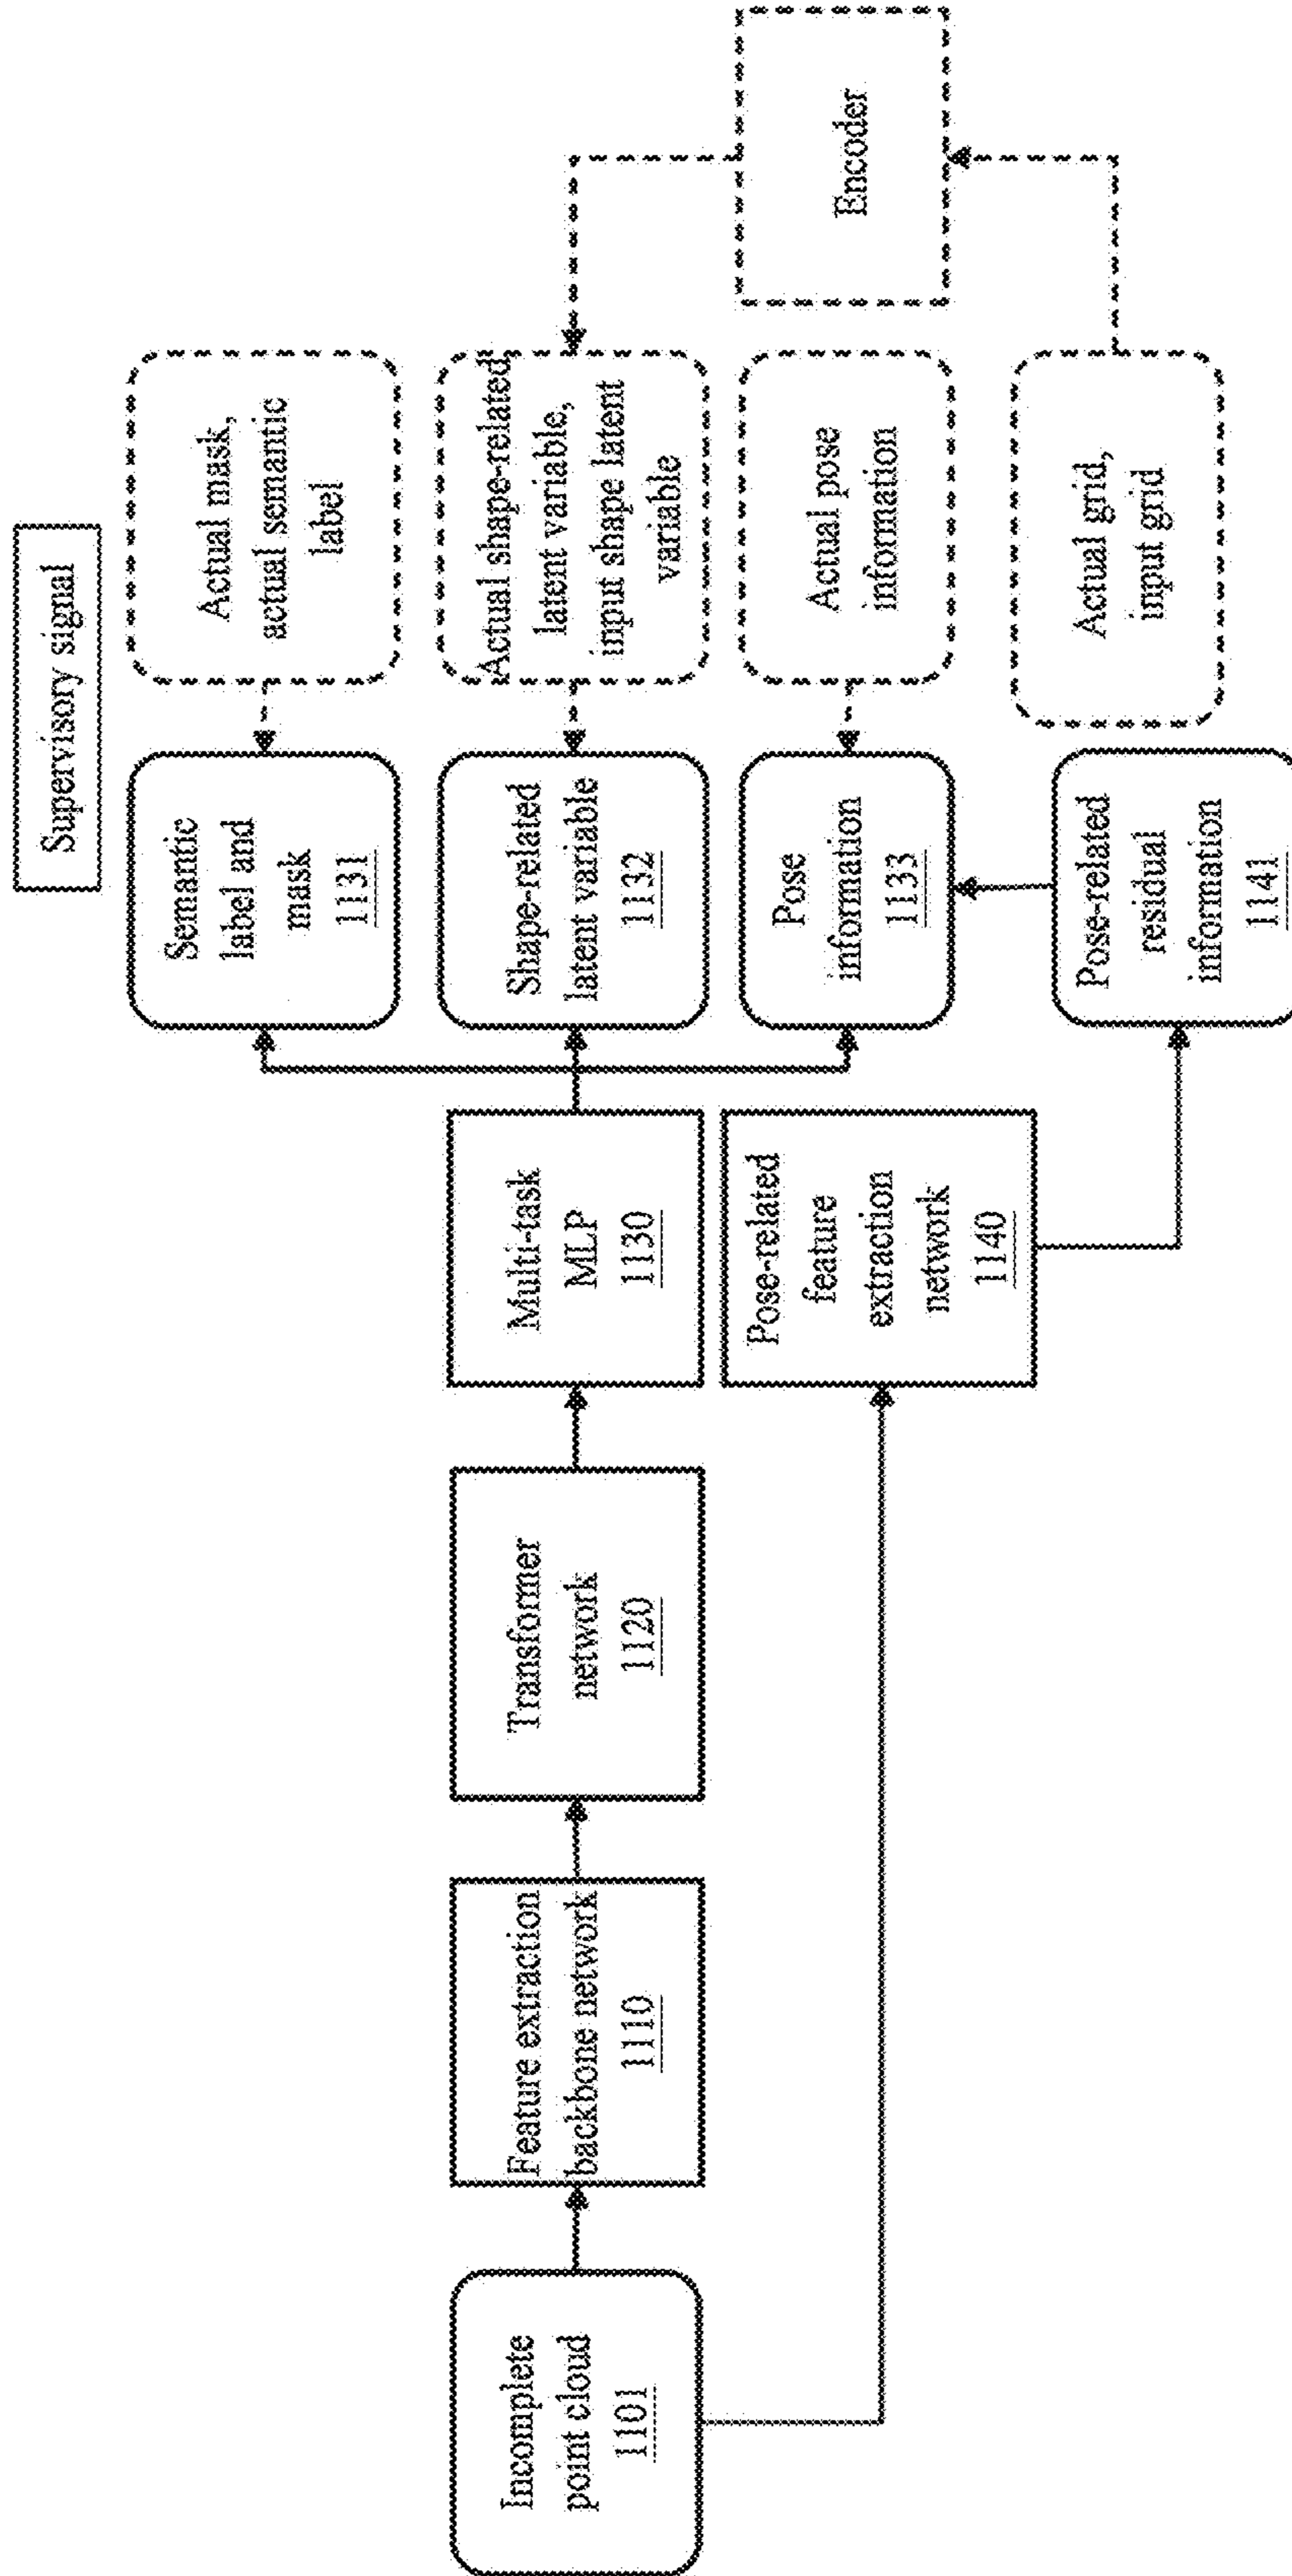 Supervisory signal
Incomplete
point cloud
1101
Feature extraction
backbone network
1110
Transformer
network
1120
Multi-task
MLP
1130
Pose-related
feature
extraction
network
1140
Semantic
label and
mask
1131
Shape-related
latent variable
1132
Pose
information
1133
Pose-related
residual
information
1141
Actual mask,
actual semantic
label
Actual shape-related
latent variable,
input shape latent
variable
Actual pose
information
Actual grid,
input grid
Encoder